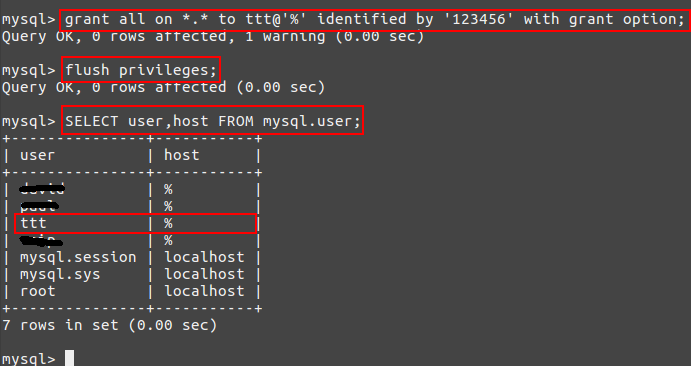 mysql> grant all on *.* to ttt@'%' identified by '123456' with grant option;
Query OK, 0 rows affected, 1 warning (0.00 sec)
mysql> flush privileges;
Query OK, 0 rows affected (0.00 sec)
mysql> SELECT user,host FROM mysql.user;
+---------------+-----------+
| user          | host      |
+---------------+-----------+
| | %         |
| | %         |
| ttt           | %         |
| | %         |
| mysql.session | localhost |
| mysql.sys     | localhost |
| root          | localhost |
+---------------+-----------+
7 rows in set (0.00 sec)
mysql>